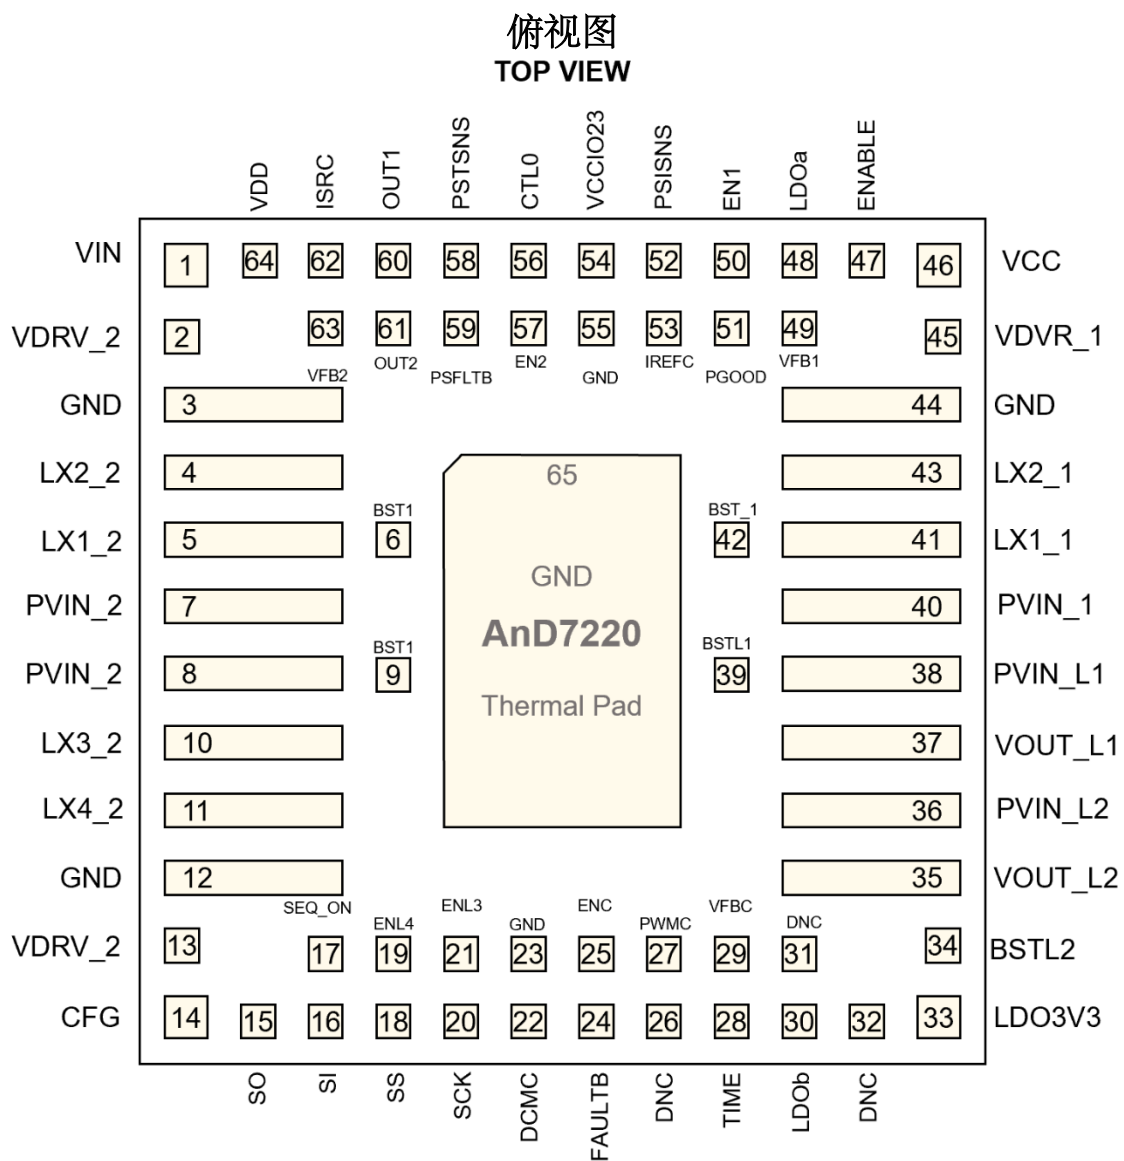 俯视图
TOP VIEW
VDD
ISRC
OUT1
PSTSNS
CTL0
VCCIO23
PSISNS
EN1
LDOa
ENABLE
VIN 1 64 62 60 58 56 54 52 50 48 47 46 VCC
VDRV_2 2 63 61 59 57 55 53 51 49 45 VDVR_1
VFB2 OUT2 PSFLTB EN2 GND IREFC PGOOD VFB1
GND 3 44 GND
LX2_2 4 65 43 LX2_1
BST1 BST_1
LX1_2 5 6 42 41 LX1_1
GND
PVIN_2 7 40 PVIN_1
AnD7220
BST1 BSTL1
PVIN_2 8 9 39 38 PVIN_L1
Thermal Pad
LX3_2 10 37 VOUT_L1
LX4_2 11 36 PVIN_L2
GND 12 35 VOUT_L2
SEQ_ON ENL4 ENL3 GND ENC PWMC VFBC DNC
VDRV_2 13 17 19 21 23 25 27 29 31 34 BSTL2
CFG 14 15 16 18 20 22 24 26 28 30 32 33 LDO3V3
SO
SI
SS
SCK
DCMC
FAULTB
DNC
TIME
LDOb
DNC